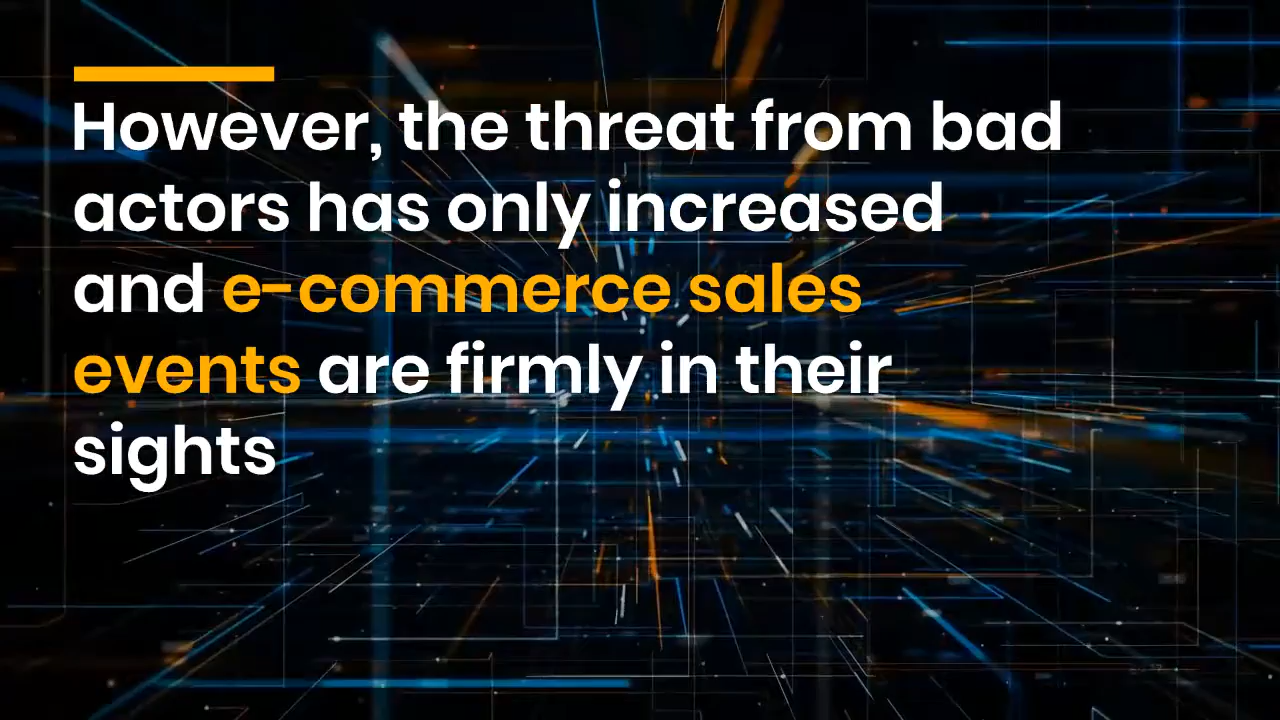 However, the threat from bad
actors has only increased
and e-commerce sales
events are firmly in their
sights